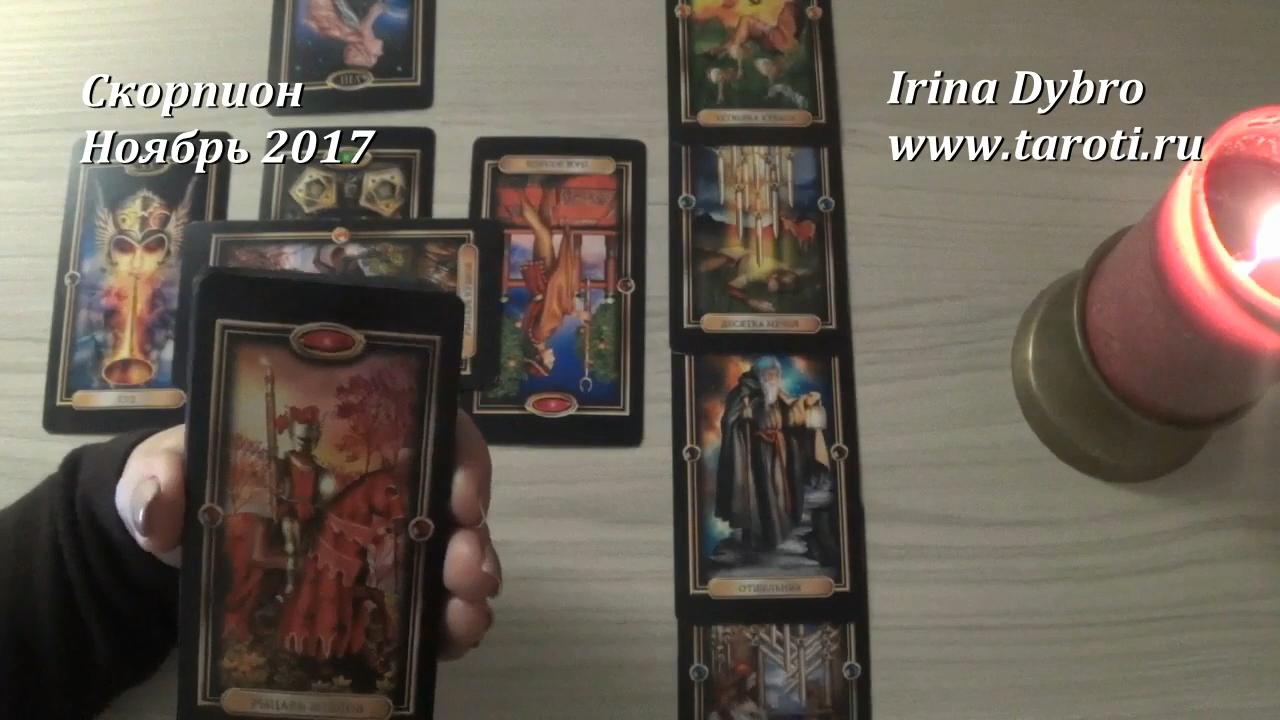 Скорпион
Ноябрь 2017
Irina Dybro
www.taroti.ru
ДЕСЯТКА МЕЧЕЙ
ОТШЕЛЬНИК
РЫЦАРЬ ЖЕЗЛОВ